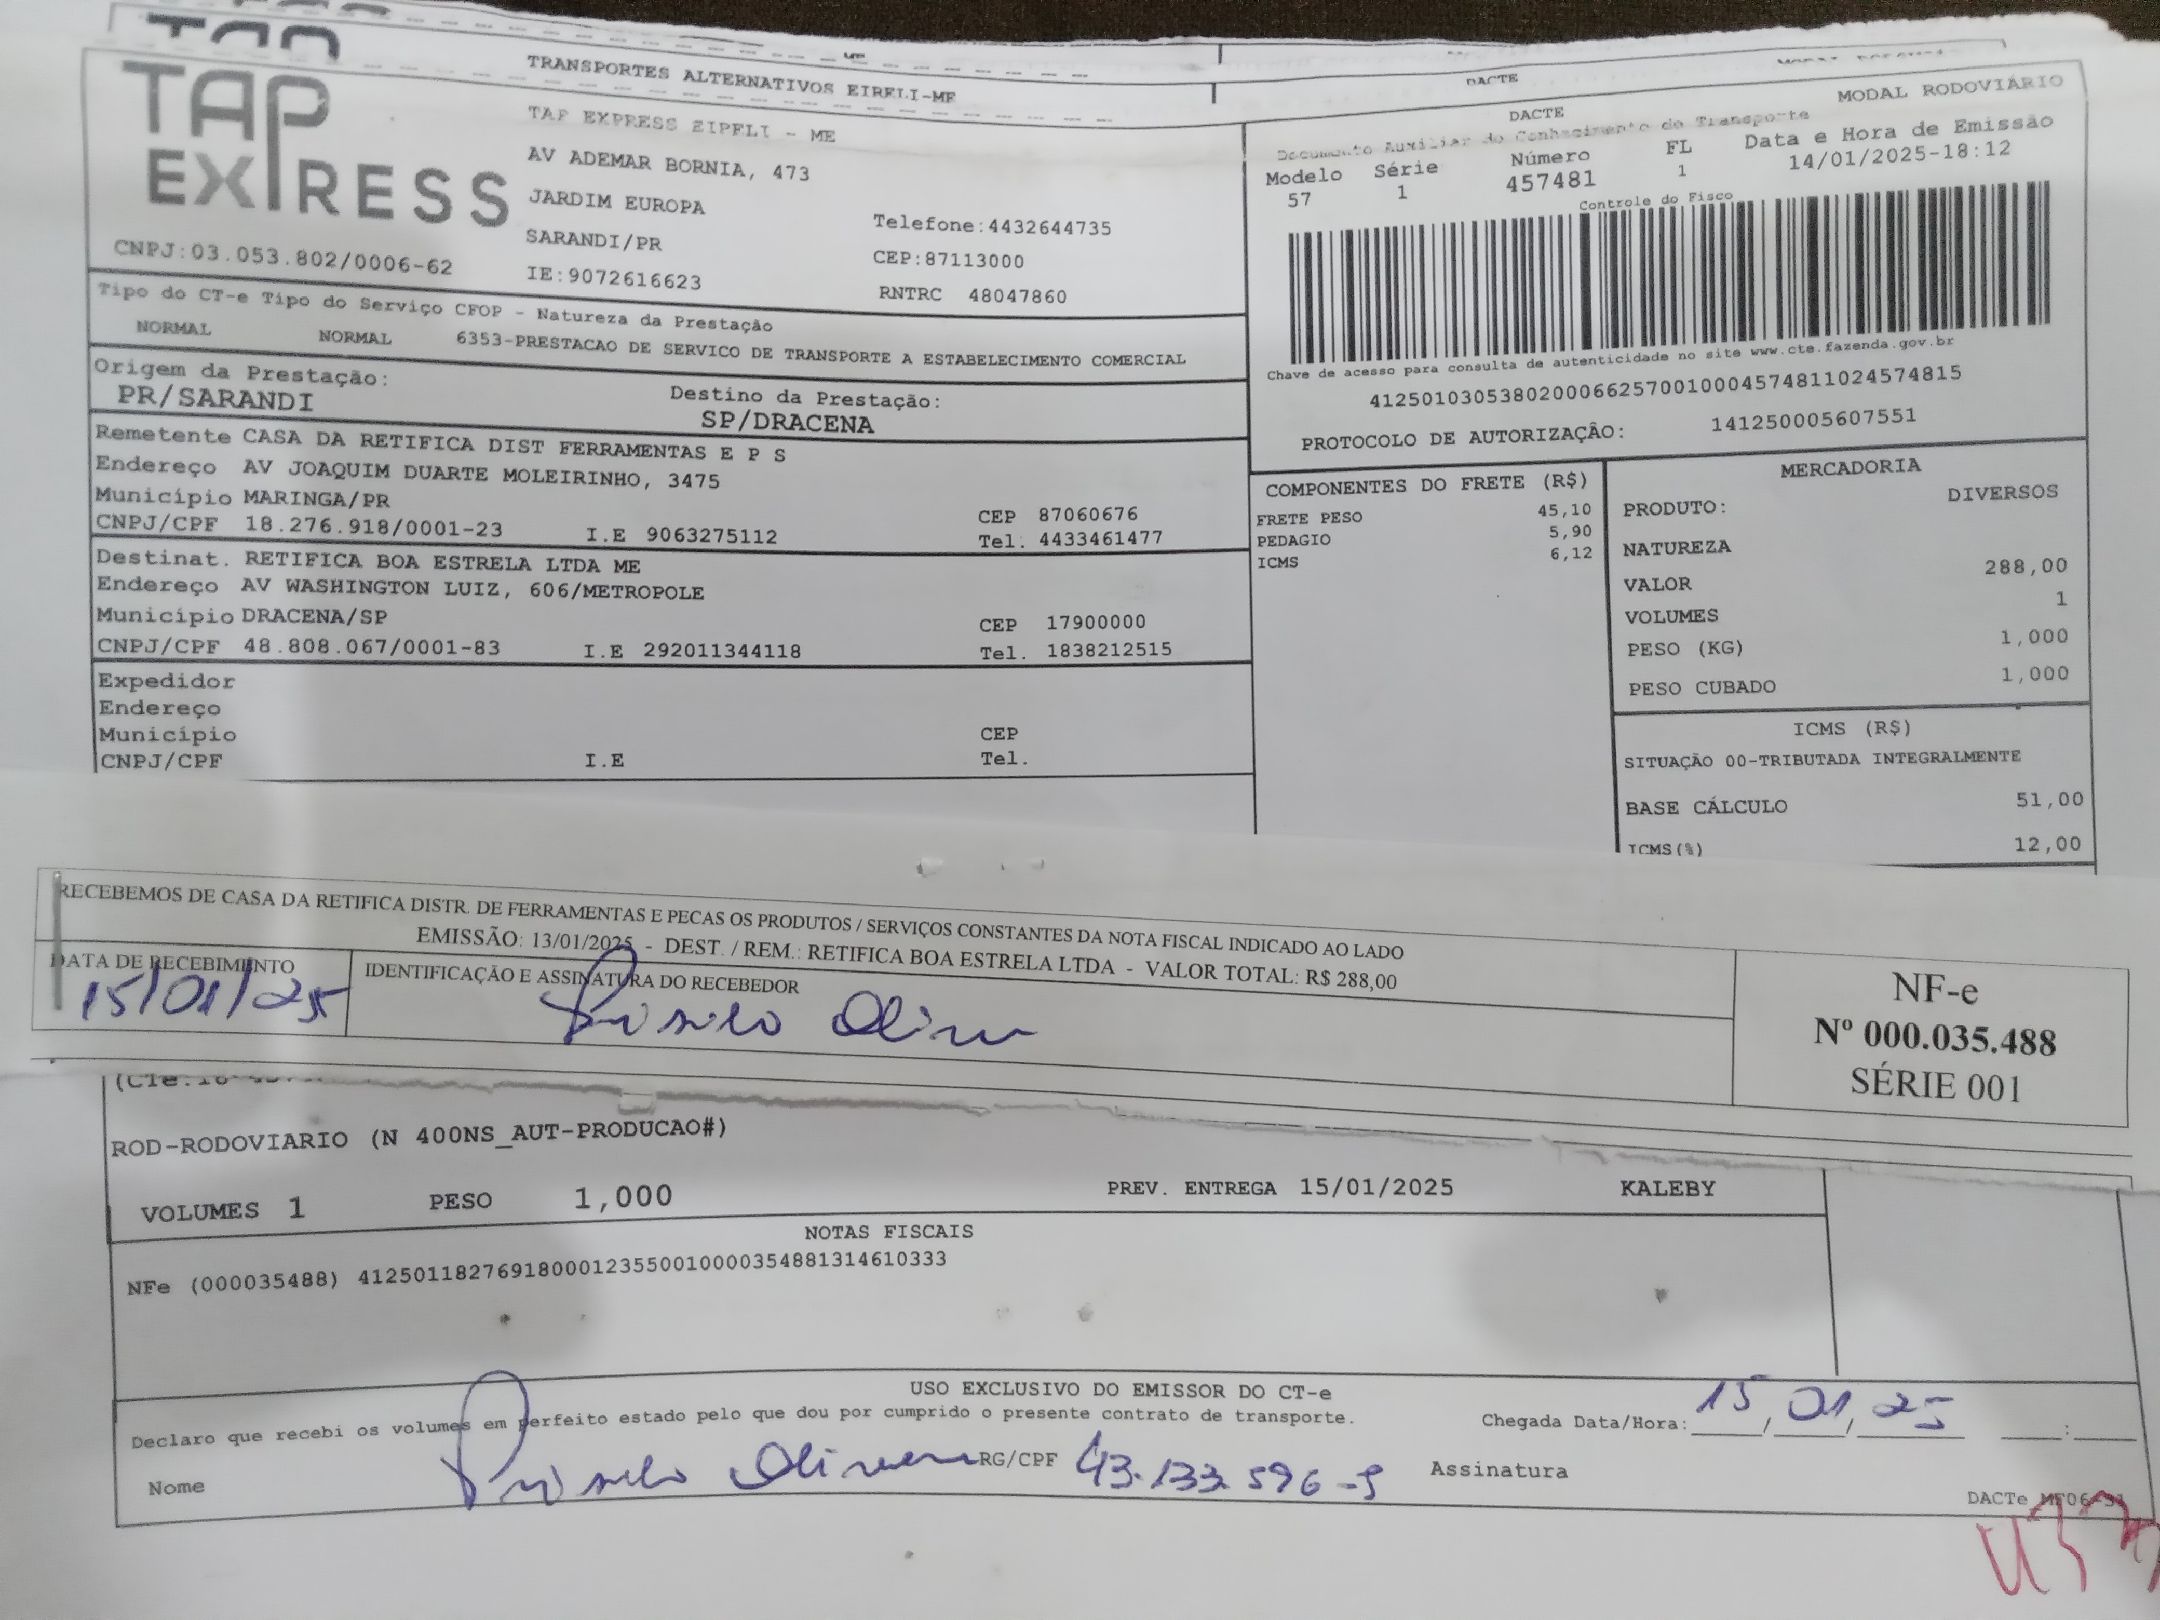 TRANSPORTES ALTERNATIVOS EIRELI-ME
DACTE
TAP EXPRESS
TAP EXPRESS EIRELI - ME
AV ADEMAR BORNIA, 473
JARDIM EUROPA
SARANDI/PR
IE:9072616623
Telefone:4432644735
CEP:87113000
RNTRC 48047860
CNPJ:03.053.802/0006-62
DACTE
MODAL RODOVIÁRIO
Documento Auxiliar do Conhecimento de Transporte
Modelo Série Número FL Data e Hora de Emissão
57 1 457481 1 14/01/2025-18:12
Controle do Fisco
Chave de acesso para consulta de autenticidade no site www.cte.fazenda.gov.br
41250103053802000662570010004574811024574815
PROTOCOLO DE AUTORIZAÇÃO: 141250005607551
Tipo do CT-e Tipo do Serviço CFOP - Natureza da Prestação
NORMAL NORMAL 6353-PRESTACAO DE SERVICO DE TRANSPORTE A ESTABELECIMENTO COMERCIAL
Origem da Prestação: Destino da Prestação:
PR/SARANDI SP/DRACENA
Remetente CASA DA RETIFICA DIST FERRAMENTAS E P S
Endereço AV JOAQUIM DUARTE MOLEIRINHO, 3475
Município MARINGA/PR CEP 87060676
CNPJ/CPF 18.276.918/0001-23 I.E 9063275112 Tel. 4433461477
Destinat. RETIFICA BOA ESTRELA LTDA ME
Endereço AV WASHINGTON LUIZ, 606/METROPOLE
Município DRACENA/SP CEP 17900000
CNPJ/CPF 48.808.067/0001-83 I.E 292011344118 Tel. 1838212515
Expedidor
Endereço
Município CEP
CNPJ/CPF I.E Tel.
COMPONENTES DO FRETE (R$)
FRETE PESO 45,10
PEDAGIO 5,90
ICMS 6,12
MERCADORIA
PRODUTO: DIVERSOS
NATUREZA
VALOR 288,00
VOLUMES 1
PESO (KG) 1,000
PESO CUBADO 1,000
ICMS (R$)
SITUAÇÃO 00-TRIBUTADA INTEGRALMENTE
BASE CÁLCULO 51,00
ICMS(%) 12,00
RECEBEMOS DE CASA DA RETIFICA DISTR. DE FERRAMENTAS E PECAS OS PRODUTOS / SERVIÇOS CONSTANTES DA NOTA FISCAL INDICADO AO LADO
EMISSÃO: 13/01/2025 - DEST. / REM.: RETIFICA BOA ESTRELA LTDA - VALOR TOTAL: R$ 288,00
DATA DE RECEBIMENTO IDENTIFICAÇÃO E ASSINATURA DO RECEBEDOR
15/01/25
NF-e
Nº 000.035.488
SÉRIE 001
ROD-RODOVIARIO (N 400NS_AUT-PRODUCAO#)
VOLUMES 1 PESO 1,000 PREV. ENTREGA 15/01/2025 KALEBY
NOTAS FISCAIS
NFe (000035488) 41250118276918000123550010000354881314610333
USO EXCLUSIVO DO EMISSOR DO CT-e
Declaro que recebi os volumes em perfeito estado pelo que dou por cumprido o presente contrato de transporte.
Chegada Data/Hora: 15/01/25 :
Nome RG/CPF 43.133.596-9 Assinatura
DACTe